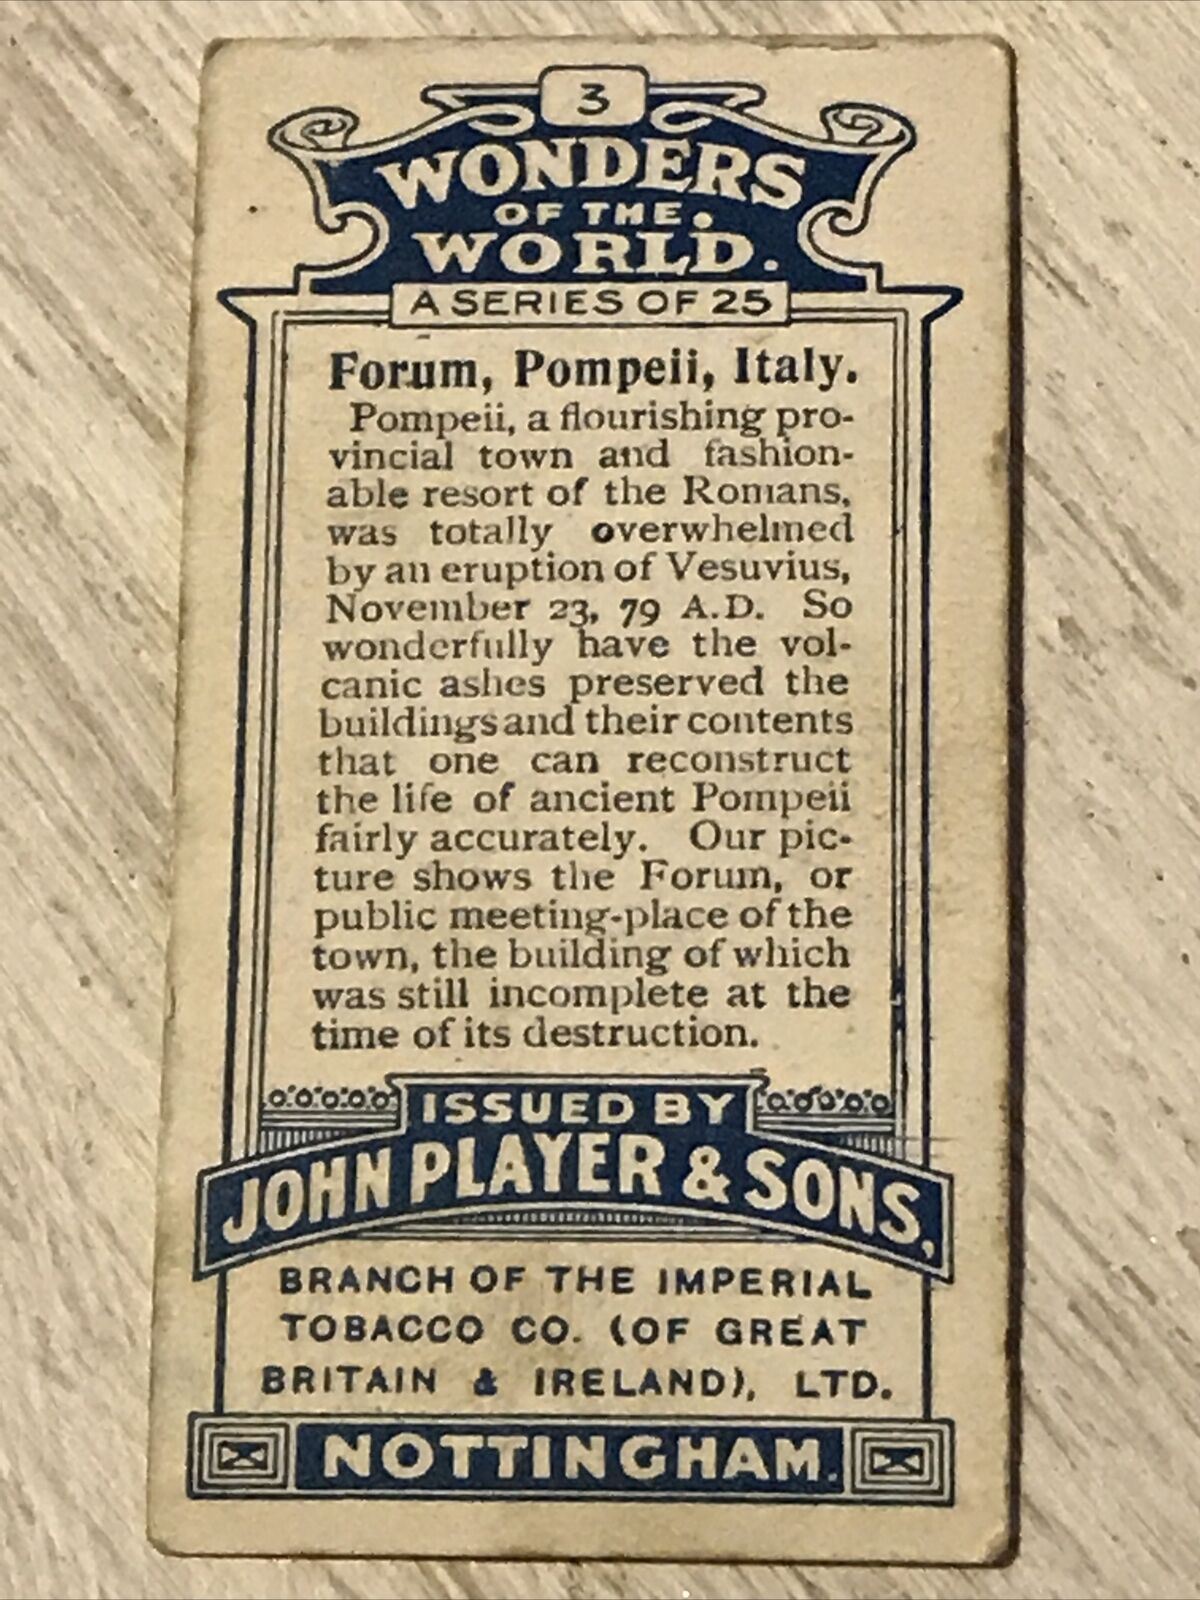 3
WONDERS
OF THE
WORLD.
A SERIES OF 25
Forum, Pompeii, Italy.
Pompeii, a flourishing pro-
vincial town and fashion-
able resort of the Romans,
was totally overwhelmed
by an eruption of Vesuvius,
November 23, 79 A.D. So
wonderfully have the vol-
canic ashes preserved the
buildings and their contents
that one can reconstruct
the life of ancient Pompeii
fairly accurately. Our pic-
ture shows the Forum, or
public meeting-place of the
town, the building of which
was still incomplete at the
time of its destruction.
ISSUED BY
JOHN PLAYER & SONS,
BRANCH OF THE IMPERIAL
TOBACCO CO. (OF GREAT
BRITAIN & IRELAND), LTD.
NOTTINGHAM.